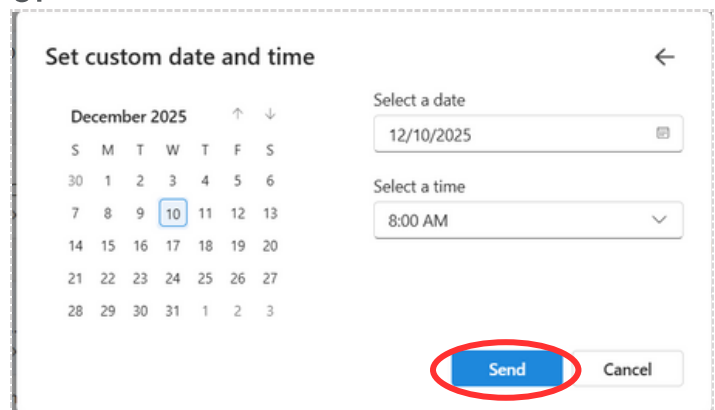 Set custom date and time
December 2025
S M T W T F S
30 1 2 3 4 5 6
7 8 9 10 11 12 13
14 15 16 17 18 19 20
21 22 23 24 25 26 27
28 29 30 31 1 2 3
Select a date
12/10/2025
Select a time
8:00 AM
Send Cancel